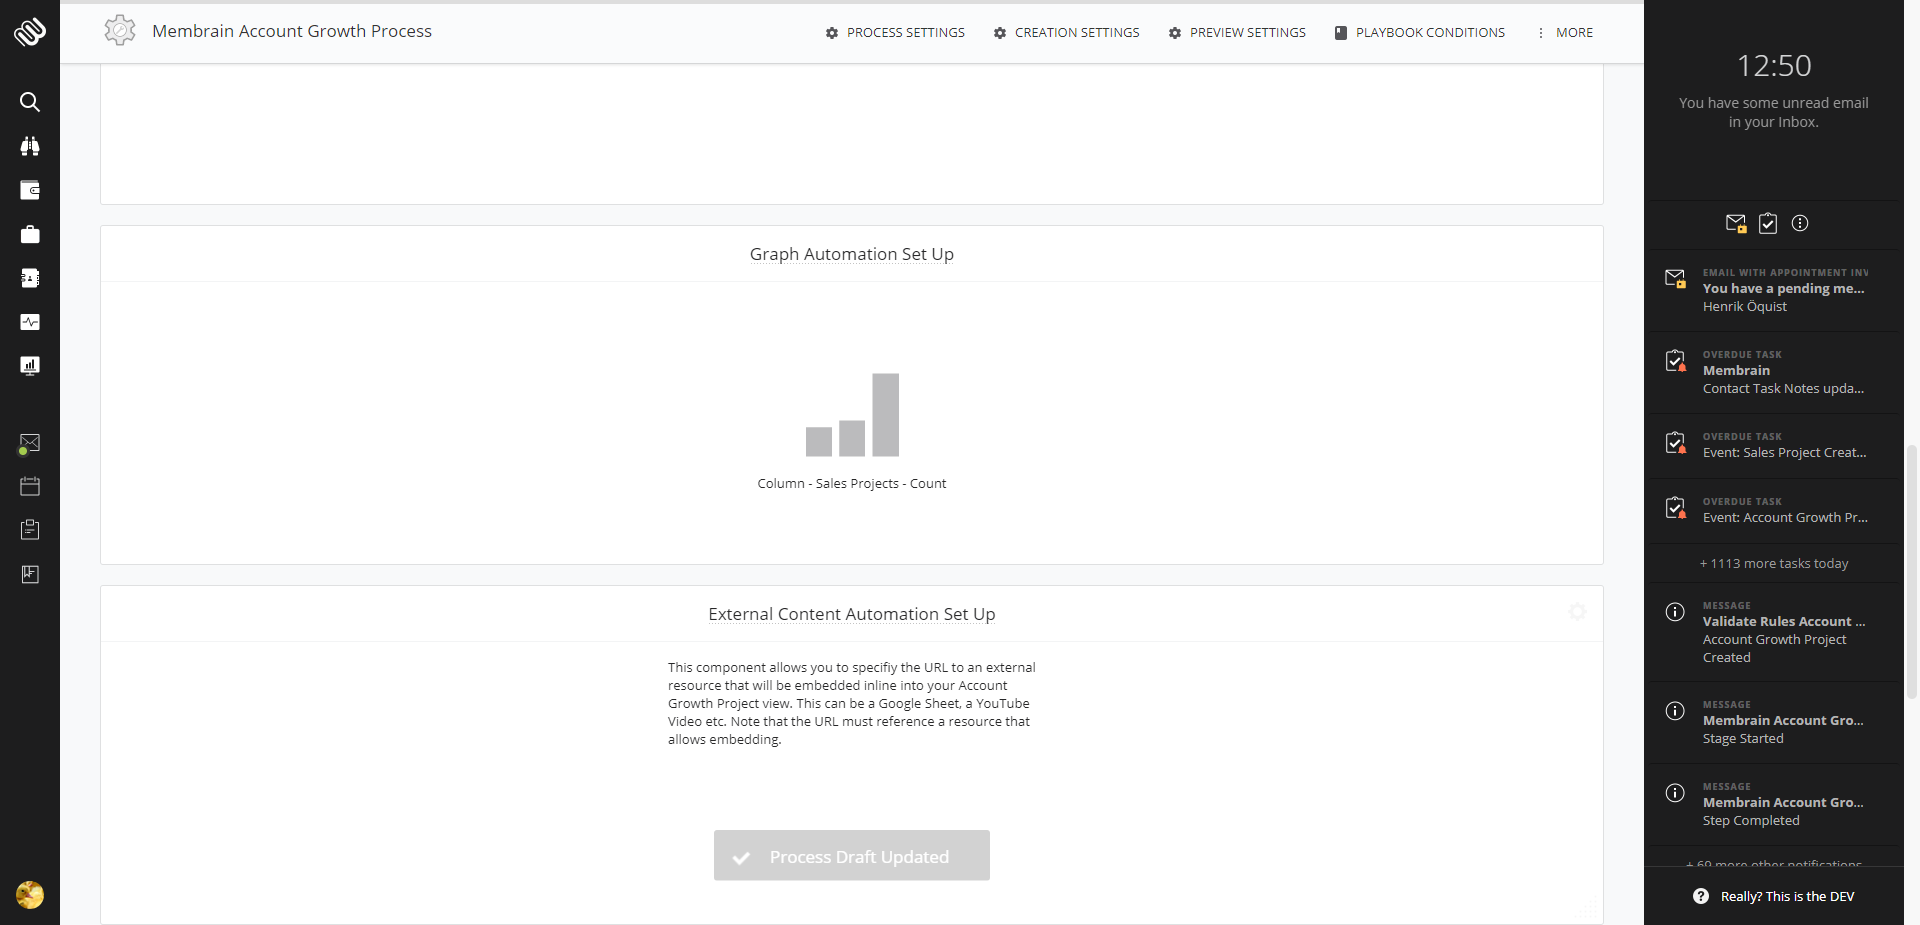 Membrain Account Growth Process
PROCESS SETTINGS
CREATION SETTINGS
PREVIEW SETTINGS
PLAYBOOK CONDITIONS
MORE
Graph Automation Set Up
Column - Sales Projects - Count
External Content Automation Set Up
This component allows you to specifiy the URL to an external
resource that will be embedded inline into your Account
Growth Project view. This can be a Google Sheet, a YouTube
Video etc. Note that the URL must reference a resource that
allows embedding.
Process Draft Updated
12:50
You have some unread email
in your Inbox.
EMAIL WITH APPOINTMENT INV
You have a pending me...
Henrik Öquist
OVERDUE TASK
Membrain
Contact Task Notes upda...
OVERDUE TASK
Event: Sales Project Creat...
OVERDUE TASK
Event: Account Growth Pr...
+ 1113 more tasks today
MESSAGE
Validate Rules Account ...
Account Growth Project
Created
MESSAGE
Membrain Account Gro...
Stage Started
MESSAGE
Membrain Account Gro...
Step Completed
+ 69 more other notifications
Really? This is the DEV